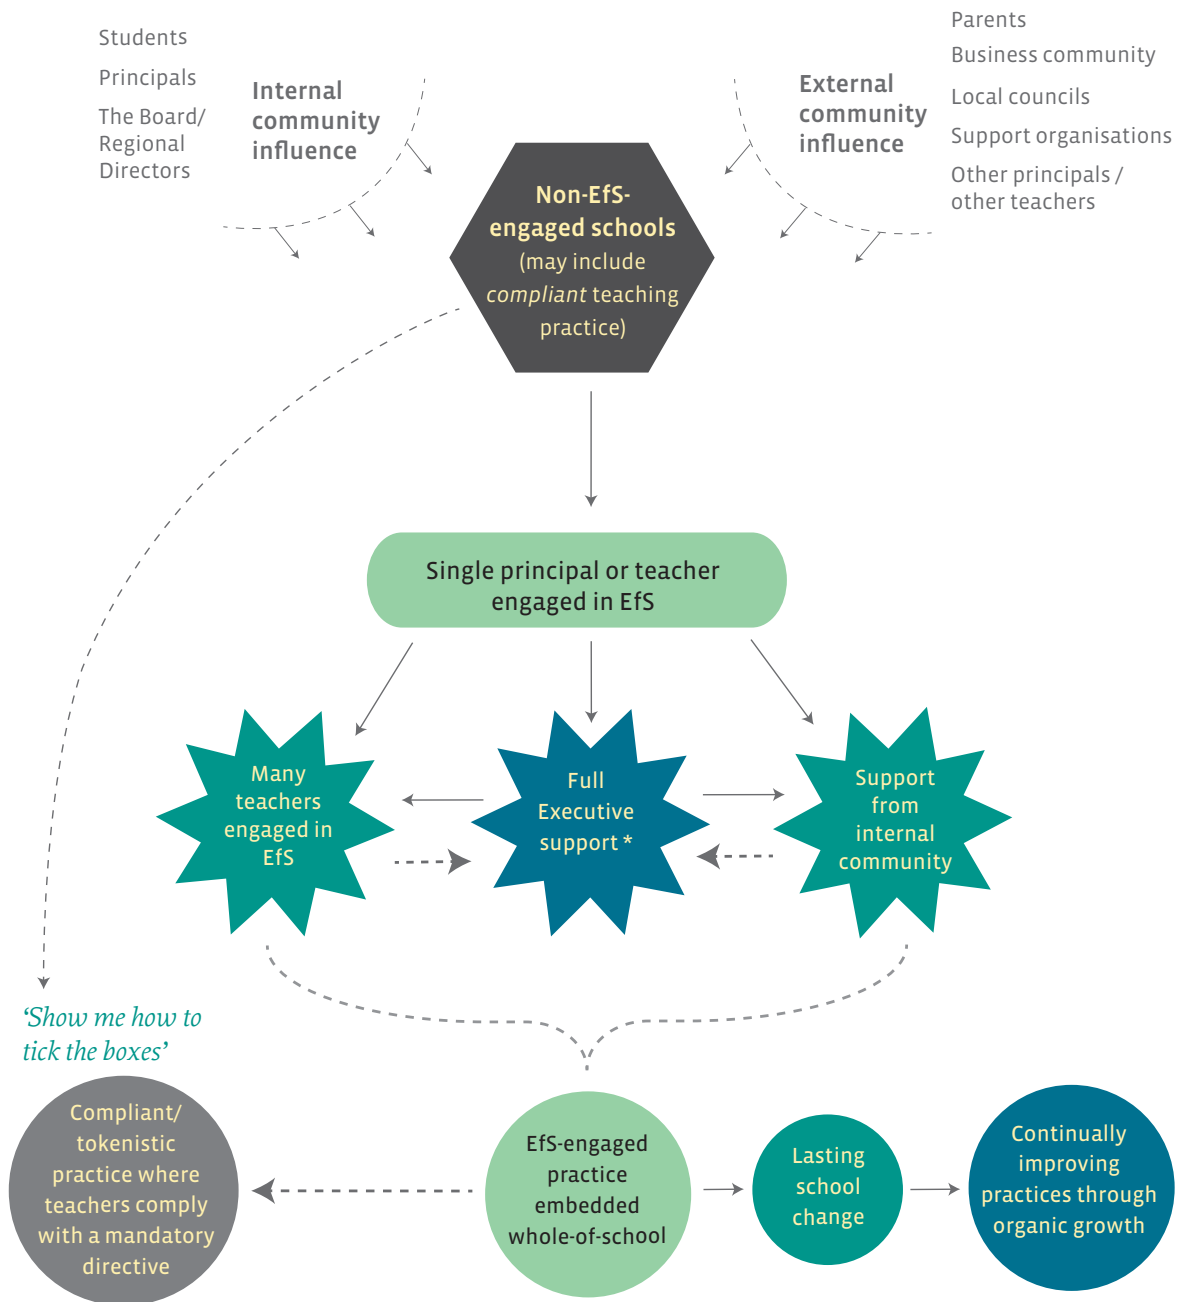 Students
Principals
The Board/
Regional
Directors
Internal
community
influence
External
community
influence
Parents
Business community
Local councils
Support organisations
Other principals /
other teachers
Non-EfS-
engaged schools
(may include
compliant teaching
practice)
Single principal or teacher
engaged in EfS
Many
teachers
engaged in
EfS
Full
Executive
support *
Support
from
internal
community
‘Show me how to
tick the boxes’
Compliant/
tokenistic
practice where
teachers comply
with a mandatory
directive
EfS-engaged
practice
embedded
whole-of-school
Lasting
school
change
Continually
improving
practices through
organic growth